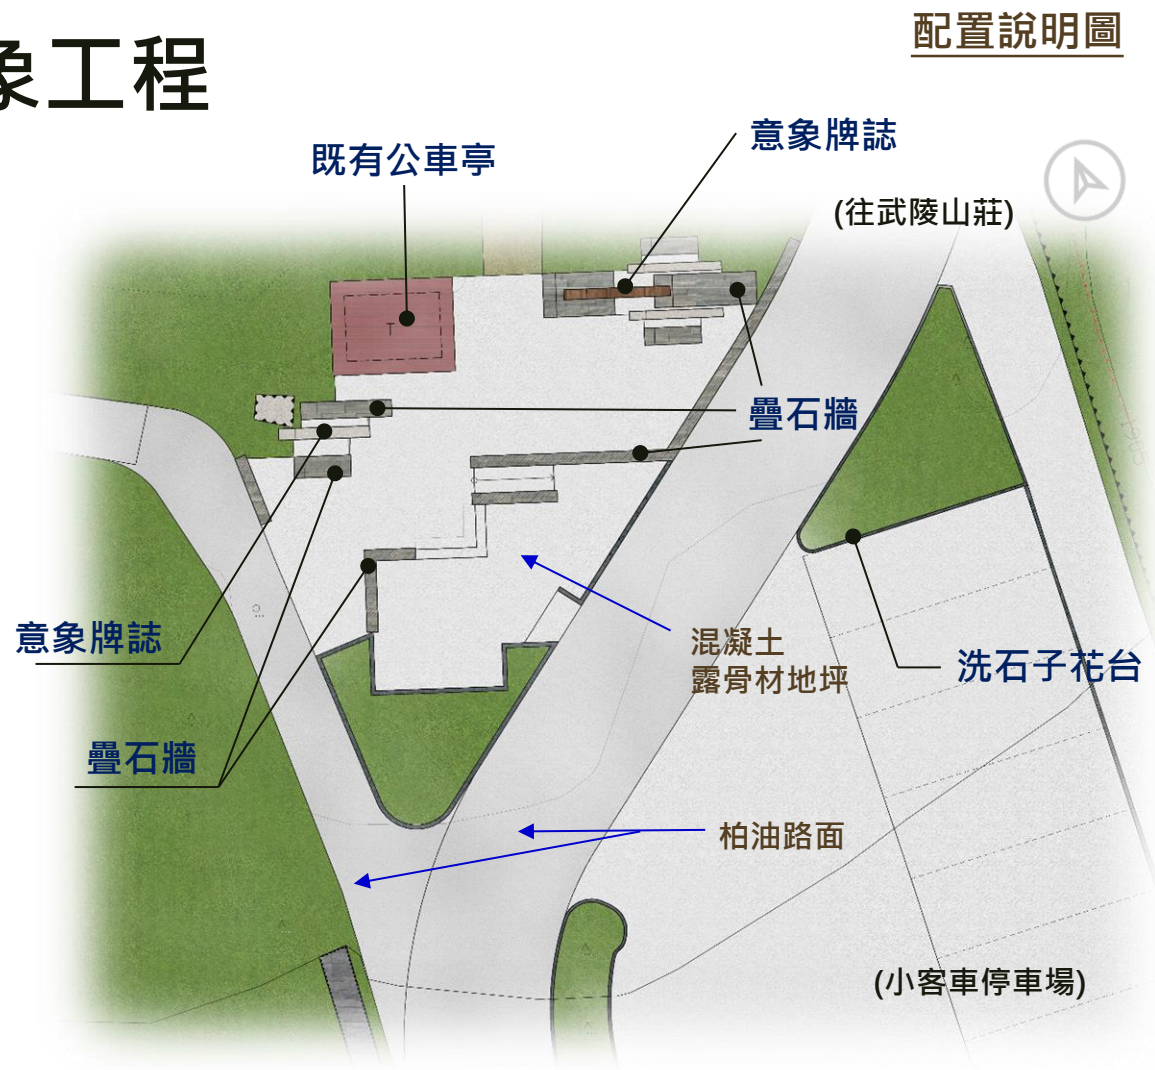 配置說明圖
象工程
意象牌誌
既有公車亭
(往武陵山莊)
T
疊石牆
意象牌誌
混凝土
露骨材地坪
洗石子花台
疊石牆
柏油路面
(小客車停車場)